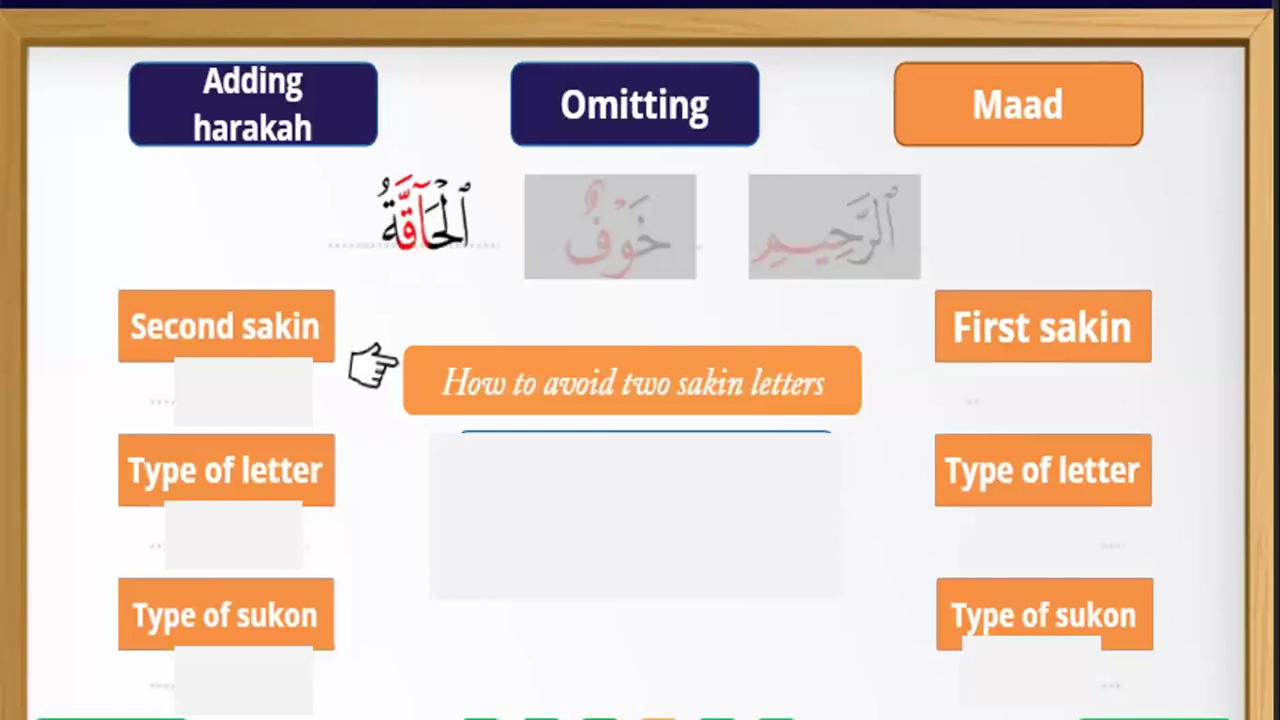 Adding
harakah
Omitting
Maad
ٱلۡحَآقَّةُ
خَوۡفٌ
ٱلرَّحِيمِ
Second sakin
First sakin
How to avoid two sakin letters
Type of letter
Type of letter
Type of sukon
Type of sukon